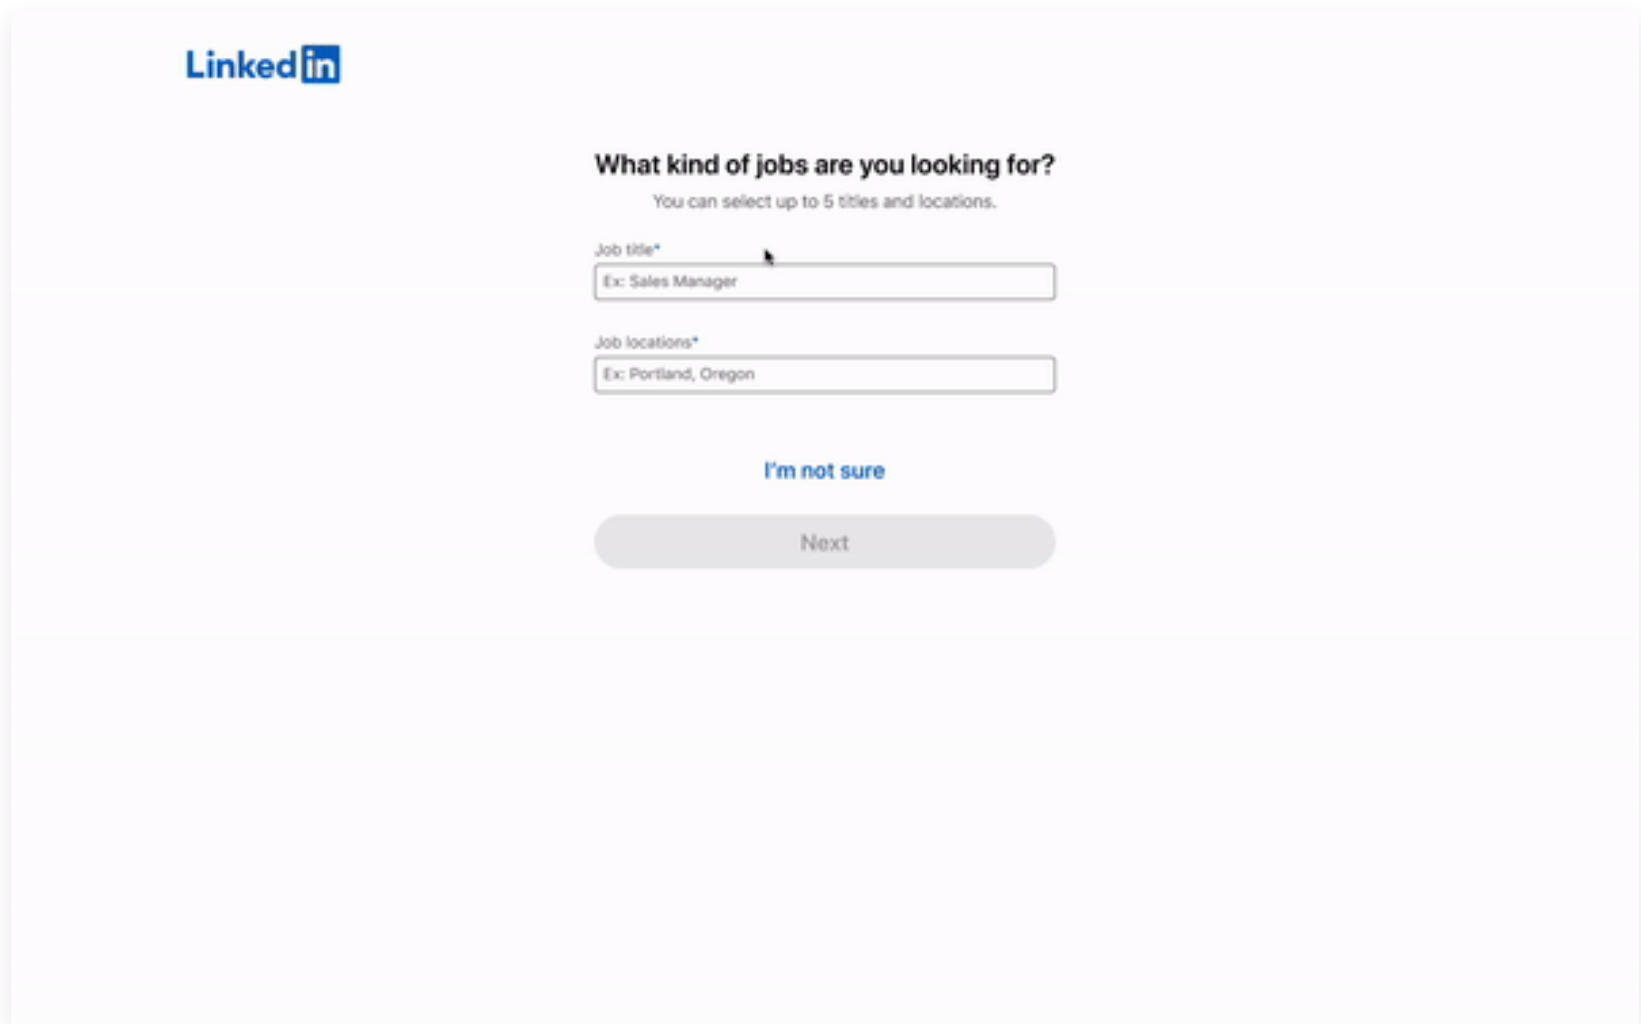 LinkedIn
What kind of jobs are you looking for?
You can select up to 5 titles and locations.
Job title*
Ex: Sales Manager
Job locations*
Ex: Portland, Oregon
I'm not sure
Next